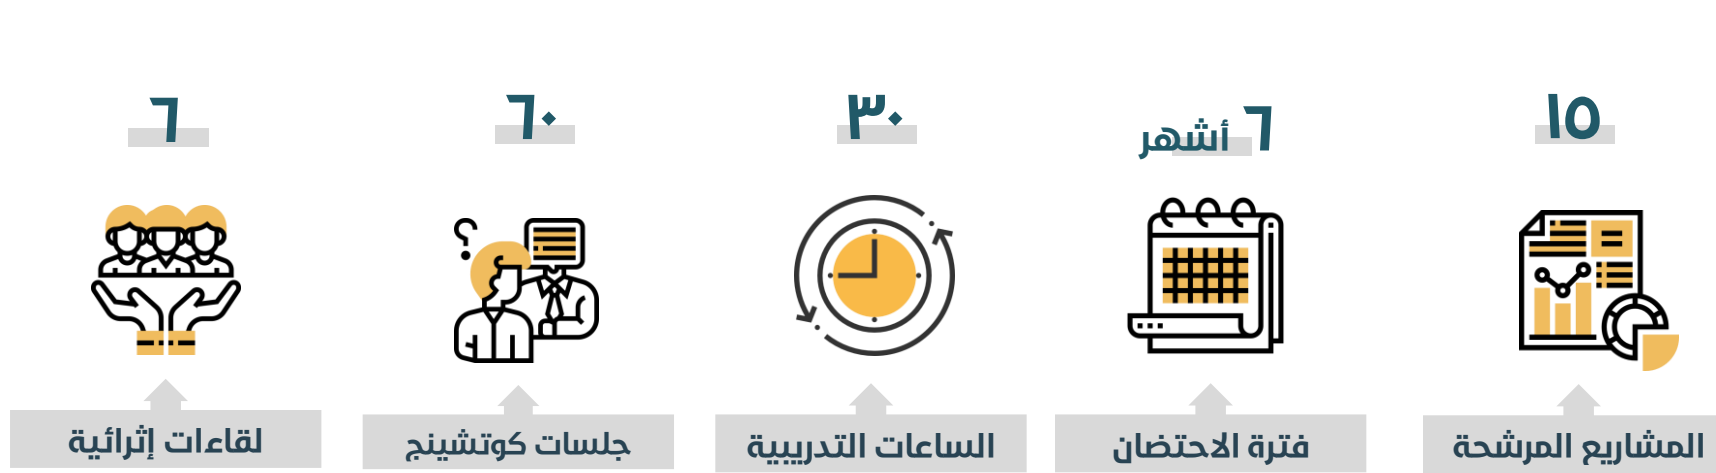 ١٥
المشاريع المرشحة
٦ أشهر
فترة الاحتضان
٣٠
الساعات التدريبية
٦٠
جلسات كوتشينج
٦
لقاءات إثرائية